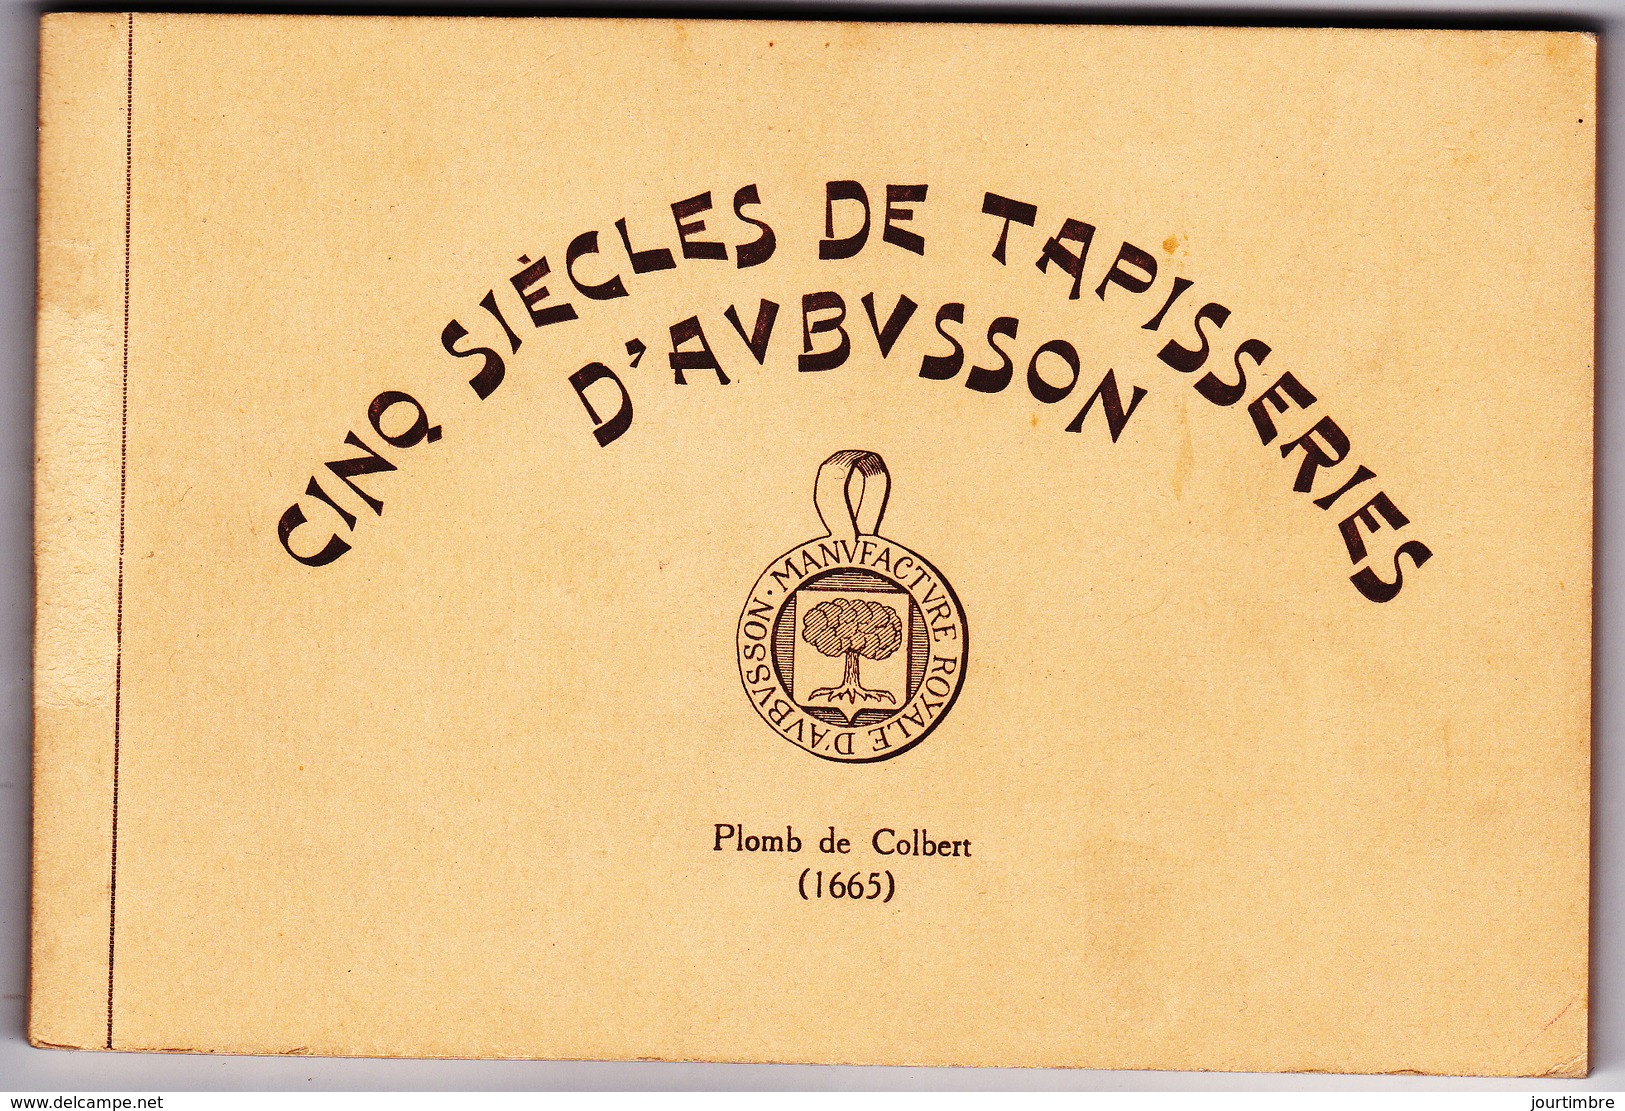 CINQ SIÈCLES DE TAPISSERIES
D'AVBVSSON
MANVFACTVRE ROYALE D'AVBVSSON ·
Plomb de Colbert
(1665)
www.delcampe.net
jourtimbre